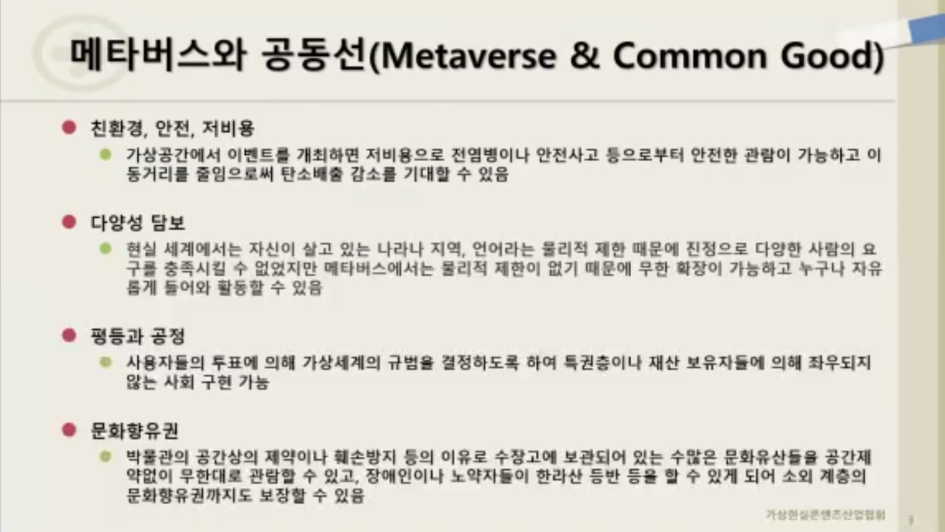 메타버스와 공동선(Metaverse & Common Good)
친환경, 안전, 저비용
가상공간에서 이벤트를 개최하면 저비용으로 전염병이나 안전사고 등으로부터 안전한 관람이 가능하고 이
동거리를 줄임으로써 탄소배출 감소를 기대할 수 있음
다양성 담보
현실 세계에서는 자신이 살고 있는 나라나 지역, 언어라는 물리적 제한 때문에 진정으로 다양한 사람의 요
구를 충족시킬 수 없었지만 메타버스에서는 물리적 제한이 없기 때문에 무한 확장이 가능하고 누구나 자유
롭게 들어와 활동할 수 있음
평등과 공정
사용자들의 투표에 의해 가상세계의 규범을 결정하도록 하여 특권층이나 재산 보유자들에 의해 좌우되지
않는 사회 구현 가능
문화향유권
박물관의 공간상의 제약이나 훼손방지 등의 이유로 수장고에 보관되어 있는 수많은 문화유산들을 공간제
약없이 무한대로 관람할 수 있고, 장애인이나 노약자들이 한라산 등반 등을 할 수 있게 되어 소외 계층의
문화향유권까지도 보장할 수 있음
가상현실콘텐츠산업협회
3